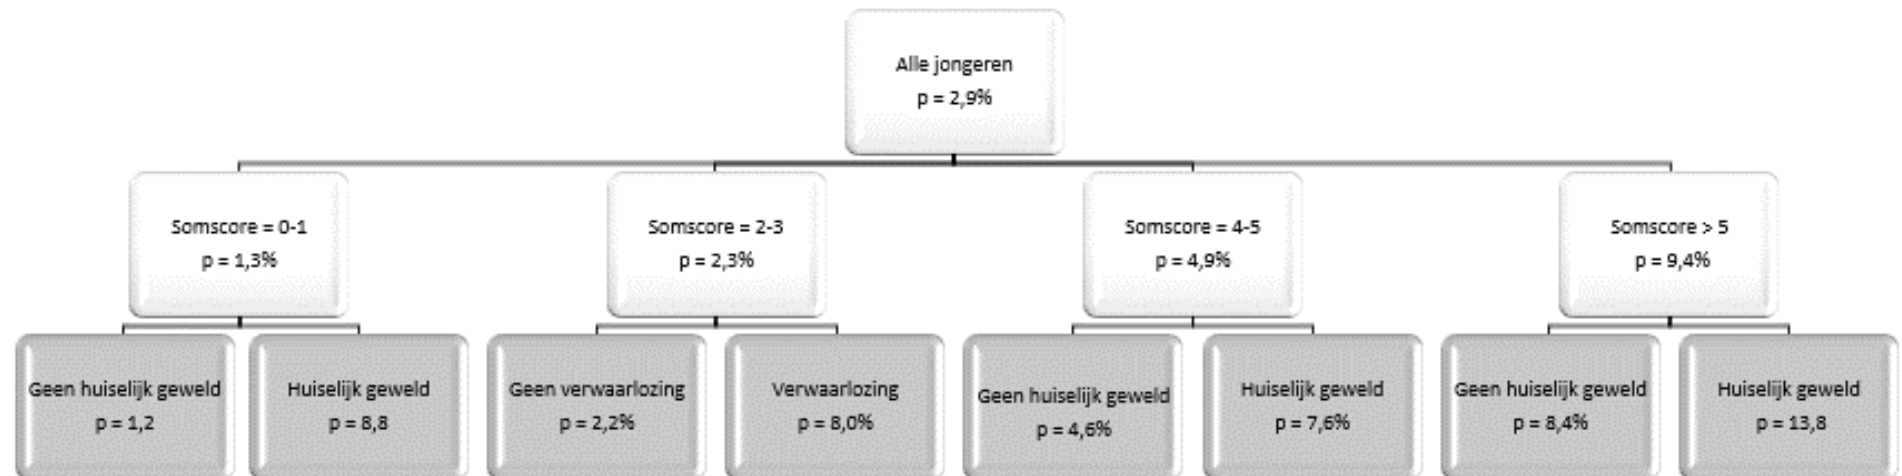 Alle jongeren
p = 2,9%
Somscore = 0-1
p = 1,3%
Somscore = 2-3
p = 2,3%
Somscore = 4-5
p = 4,9%
Somscore > 5
p = 9,4%
Geen huiselijk geweld
p = 1,2
Huiselijk geweld
p = 8,8
Geen verwaarlozing
p = 2,2%
Verwaarlozing
p = 8,0%
Geen huiselijk geweld
p = 4,6%
Huiselijk geweld
p = 7,6%
Geen huiselijk geweld
p = 8,4%
Huiselijk geweld
p = 13,8